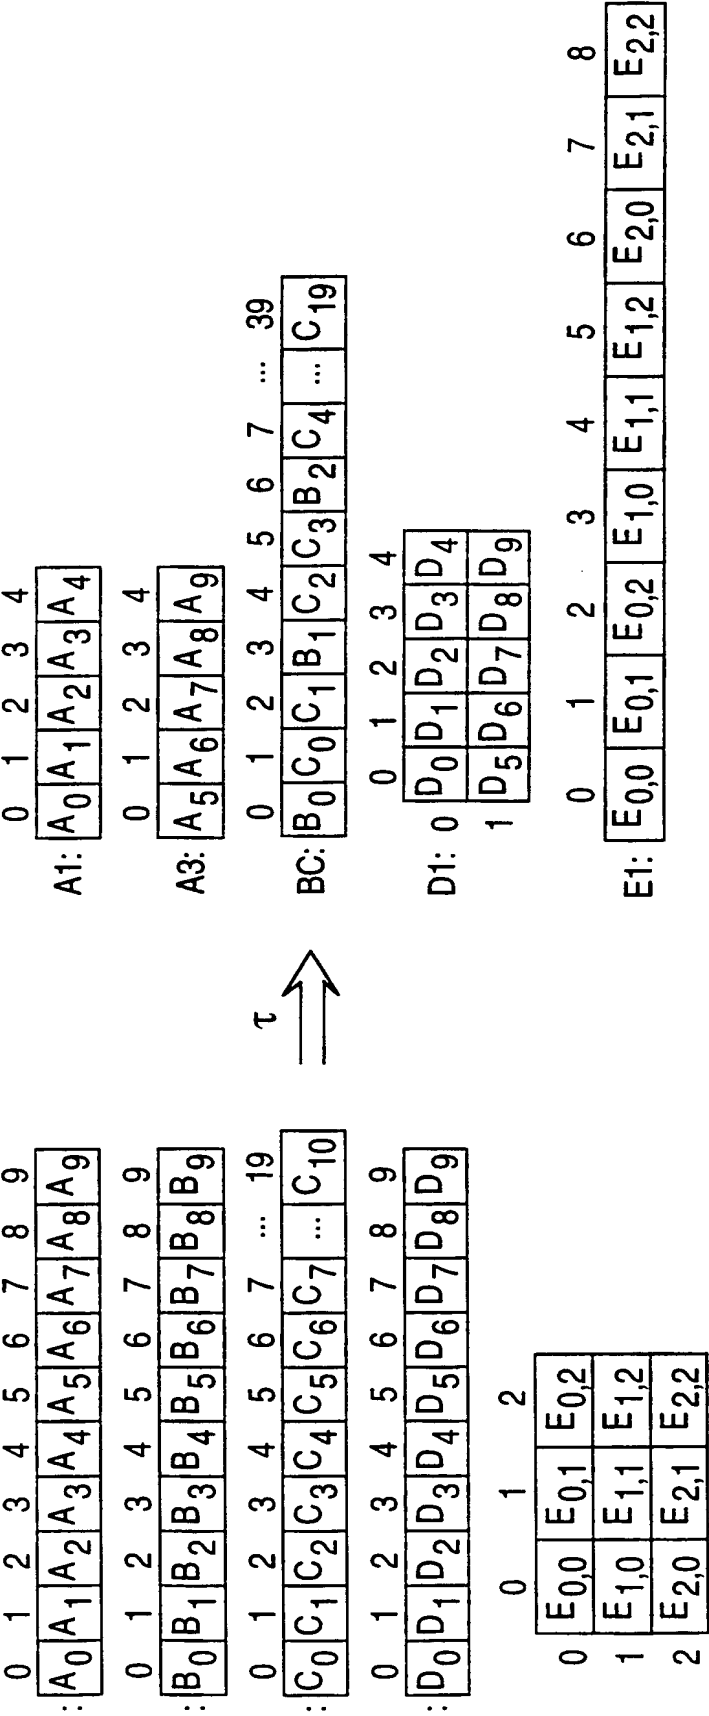 0 1 2 3 4 5 6 7 8 9
: A0 A1 A2 A3 A4 A5 A6 A7 A8 A9
0 1 2 3 4 5 6 7 8 9
: B0 B1 B2 B3 B4 B5 B6 B7 B8 B9
0 1 2 3 4 5 6 7 ... 19
: C0 C1 C2 C3 C4 C5 C6 C7 ... C10
0 1 2 3 4 5 6 7 8 9
: D0 D1 D2 D3 D4 D5 D6 D7 D8 D9
0 1 2
0 E0,0 E0,1 E0,2
1 E1,0 E1,1 E1,2
2 E2,0 E2,1 E2,2
τ
0 1 2 3 4
A1: A0 A1 A2 A3 A4
0 1 2 3 4
A3: A5 A6 A7 A8 A9
0 1 2 3 4 5 6 7 ... 39
BC: B0 C0 C1 B1 C2 C3 B2 C4 ... C19
0 1 2 3 4
D1: 0 D0 D1 D2 D3 D4
1 D5 D6 D7 D8 D9
0 1 2 3 4 5 6 7 8
E1: E0,0 E0,1 E0,2 E1,0 E1,1 E1,2 E2,0 E2,1 E2,2